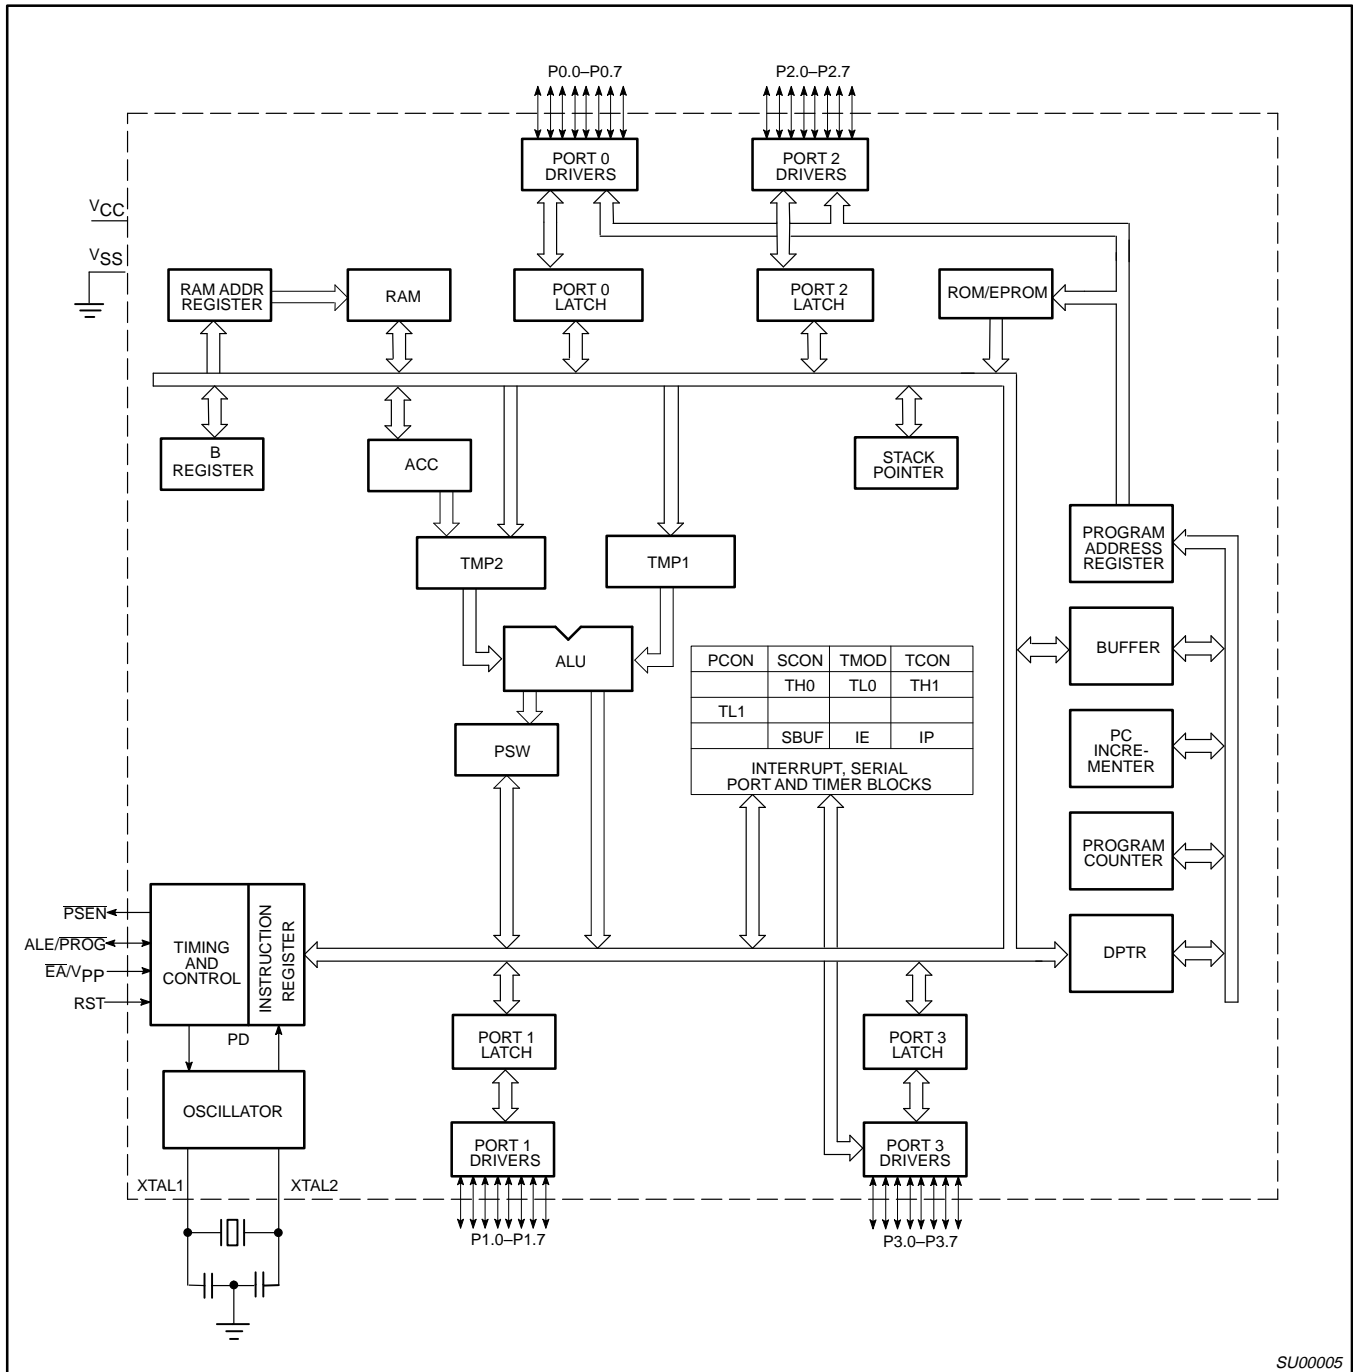 P0.0–P0.7
P2.0–P2.7
PORT 0
DRIVERS
PORT 2
DRIVERS
VCC
VSS
RAM ADDR
REGISTER
RAM
PORT 0
LATCH
PORT 2
LATCH
ROM/EPROM
B
REGISTER
ACC
STACK
POINTER
TMP2
TMP1
PROGRAM
ADDRESS
REGISTER
ALU
BUFFER
PCON SCON TMOD TCON
TH0 TL0 TH1
TL1
SBUF IE IP
INTERRUPT, SERIAL
PORT AND TIMER BLOCKS
PSW
PC
INCRE-
MENTER
PROGRAM
COUNTER
PSEN
ALE/PROG
EA/VPP
RST
TIMING
AND
CONTROL
INSTRUCTION
REGISTER
DPTR
PD
PORT 1
LATCH
PORT 3
LATCH
OSCILLATOR
PORT 1
DRIVERS
PORT 3
DRIVERS
XTAL1
XTAL2
P1.0–P1.7
P3.0–P3.7
SU00005